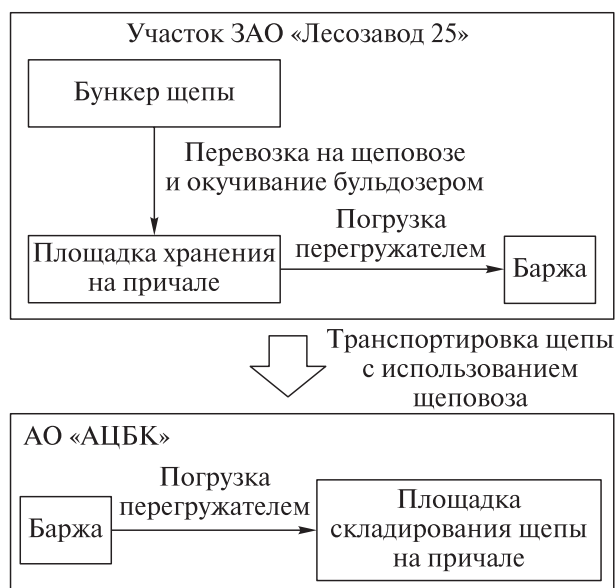 Участок ЗАО «Лесозавод 25»
Бункер щепы
Перевозка на щеповозе
и окучивание бульдозером
Площадка хранения
на причале
Погрузка
перегружателем
Баржа
Транспортировка щепы
с использованием
щеповоза
АО «АЦБК»
Баржа
Погрузка
перегружателем
Площадка
складирования щепы
на причале